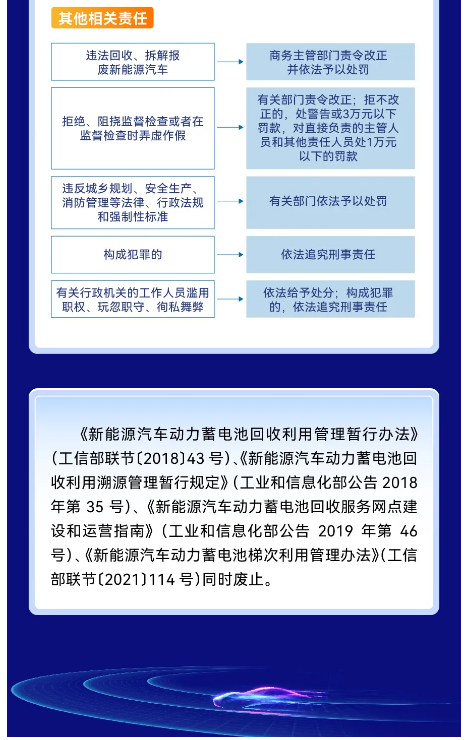 其他相关责任
违法回收、拆解报
废新能源汽车
商务主管部门责令改正
并依法予以处罚
拒绝、阻挠监督检查或者在
监督检查时弄虚作假
有关部门责令改正；拒不改
正的，处警告或3万元以下
罚款，对直接负责的主管人
员和其他责任人员处1万元
以下的罚款
违反城乡规划、安全生产、
消防管理等法律、行政法规
和强制性标准
有关部门依法予以处罚
构成犯罪的
依法追究刑事责任
有关行政机关的工作人员滥用
职权、玩忽职守、徇私舞弊
依法给予处分；构成犯罪
的，依法追究刑事责任
《新能源汽车动力蓄电池回收利用管理暂行办法》
（工信部联节〔2018〕43 号）、《新能源汽车动力蓄电池回
收利用溯源管理暂行规定》（工业和信息化部公告 2018
年第 35 号）、《新能源汽车动力蓄电池回收服务网点建
设和运营指南》（工业和信息化部公告 2019 年第 46
号）、《新能源汽车动力蓄电池梯次利用管理办法》（工信
部联节〔2021〕114 号）同时废止。